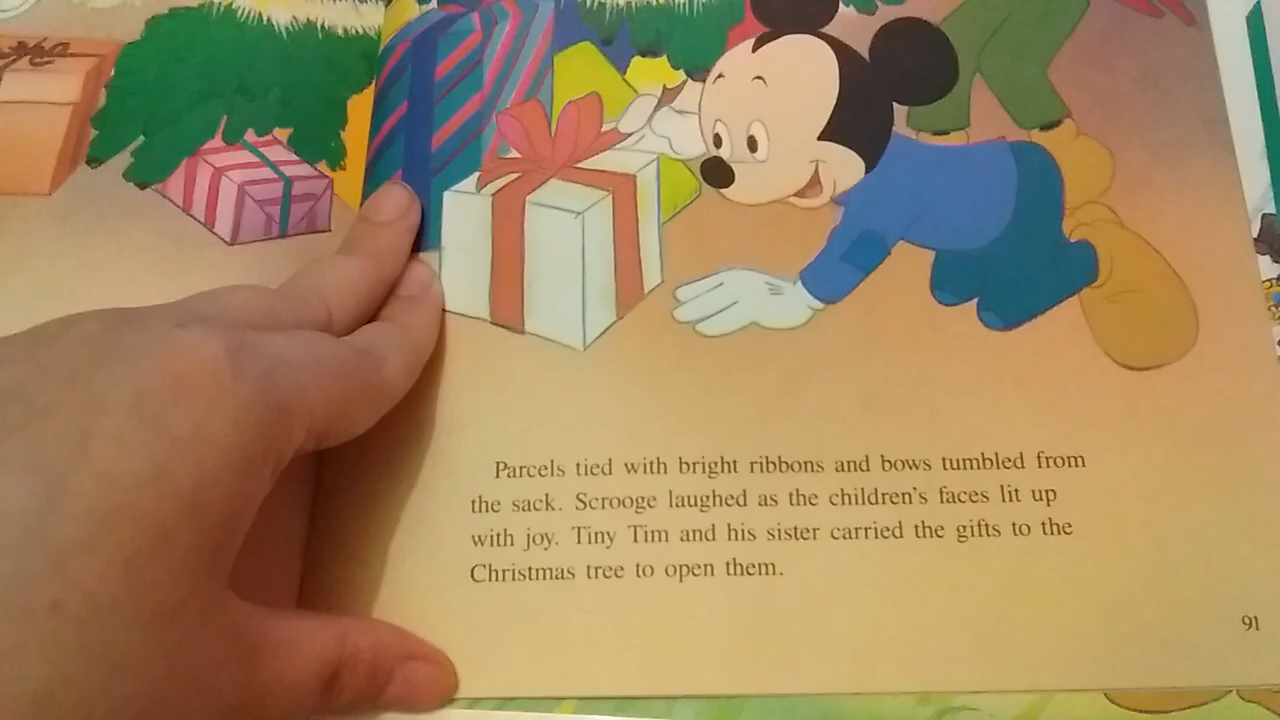 Parcels tied with bright ribbons and bows tumbled from
the sack. Scrooge laughed as the children's faces lit up
with joy. Tiny Tim and his sister carried the gifts to the
Christmas tree to open them.
91